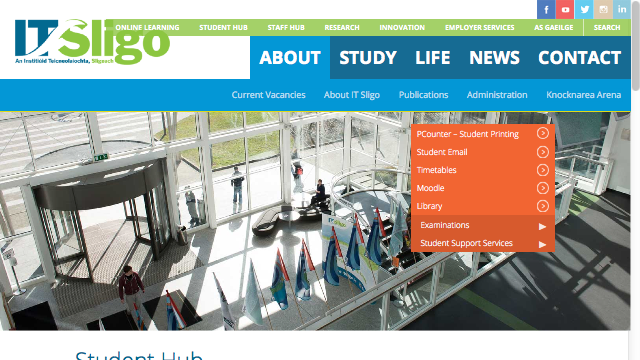 ONLINE LEARNING STUDENT HUB STAFF HUB RESEARCH INNOVATION EMPLOYER SERVICES AS GAEILGE SEARCH
IT Sligo
An Institiúid Teicneolaíochta, Sligeach
ABOUT STUDY LIFE NEWS CONTACT
Current Vacancies About IT Sligo Publications Administration Knocknarea Arena
PCounter – Student Printing
Student Email
Timetables
Moodle
Library
Examinations
Student Support Services
Student Hub